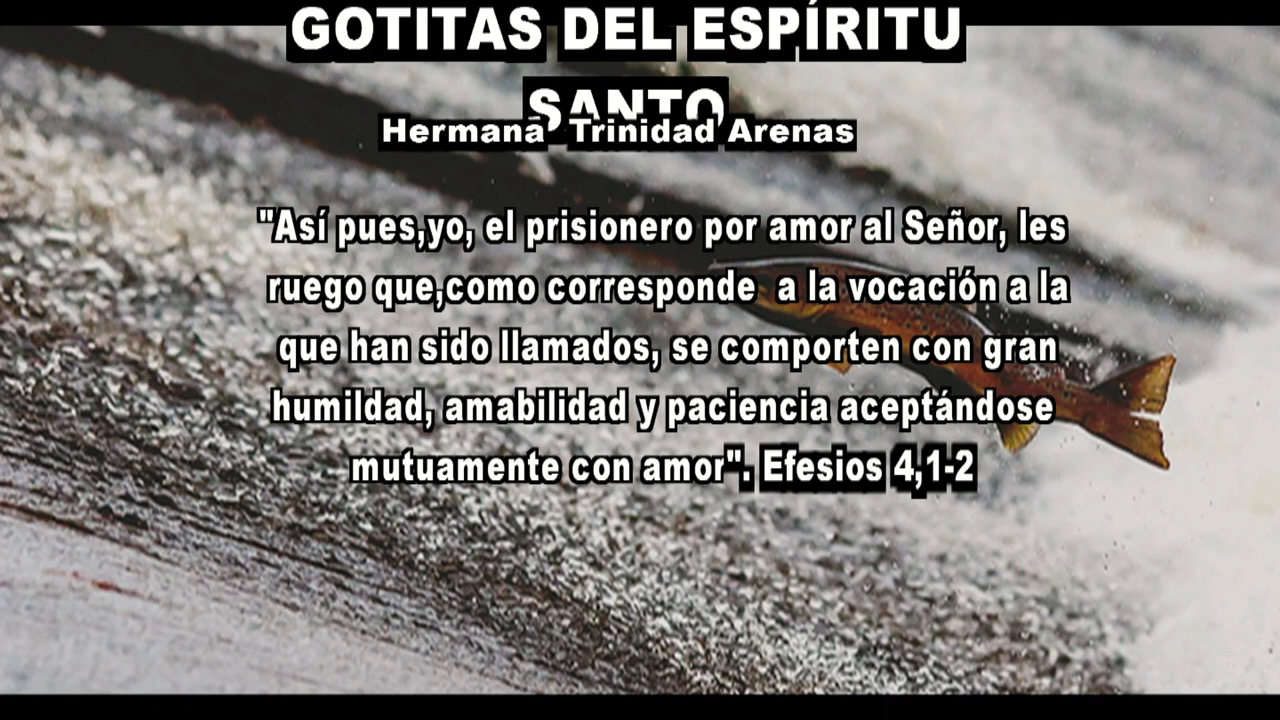 GOTITAS DEL ESPÍRITU
SANTO
Hermana Trinidad Arenas
"Así pues,yo, el prisionero por amor al Señor, les
ruego que,como corresponde a la vocación a la
que han sido llamados, se comporten con gran
humildad, amabilidad y paciencia aceptándose
mutuamente con amor". Efesios 4,1-2